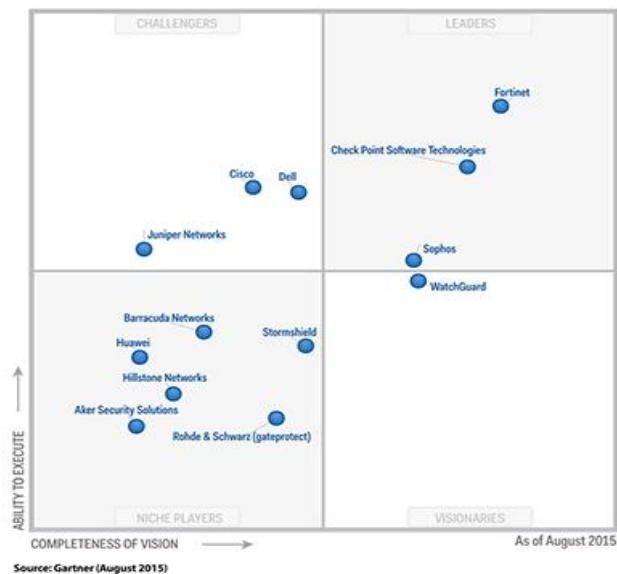 CHALLENGERS
LEADERS
Fortinet
Check Point Software Technologies
Cisco
Dell
Juniper Networks
Sophos
WatchGuard
Barracuda Networks
Stormshield
Huawei
Hillstone Networks
Aker Security Solutions
Rohde & Schwarz (gateprotect)
ABILITY TO EXECUTE
NICHE PLAYERS
VISIONARIES
COMPLETENESS OF VISION
As of August 2015
Source: Gartner (August 2015)